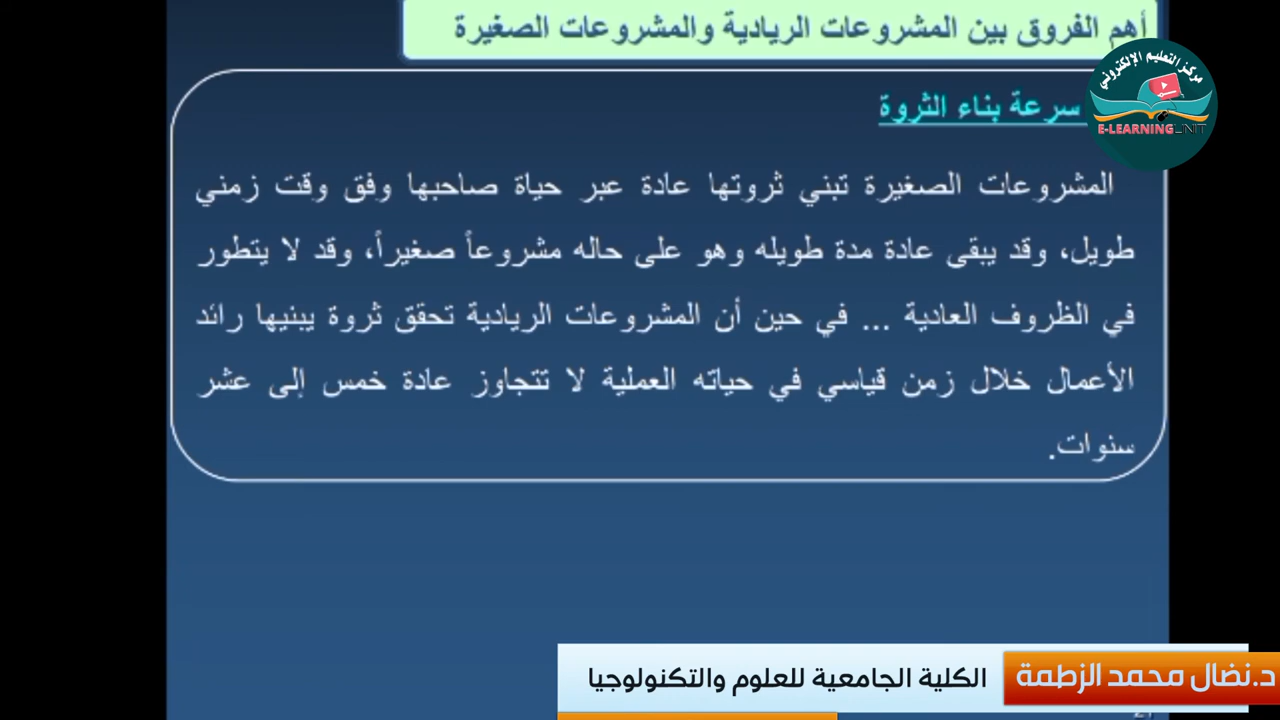 أهم الفروق بين المشروعات الريادية والمشروعات الصغيرة
مركز التعليم الإلكتروني
E-LEARNING UNIT
سرعة بناء الثروة
المشروعات الصغيرة تبني ثروتها عادة عبر حياة صاحبها وفق وقت زمني
طويل، وقد يبقى عادة مدة طويله وهو على حاله مشروعاً صغيراً، وقد لا يتطور
في الظروف العادية ... في حين أن المشروعات الريادية تحقق ثروة يبنيها رائد
الأعمال خلال زمن قياسي في حياته العملية لا تتجاوز عادة خمس إلى عشر
سنوات.
د.نضال محمد الزطمة
الكلية الجامعية للعلوم والتكنولوجيا